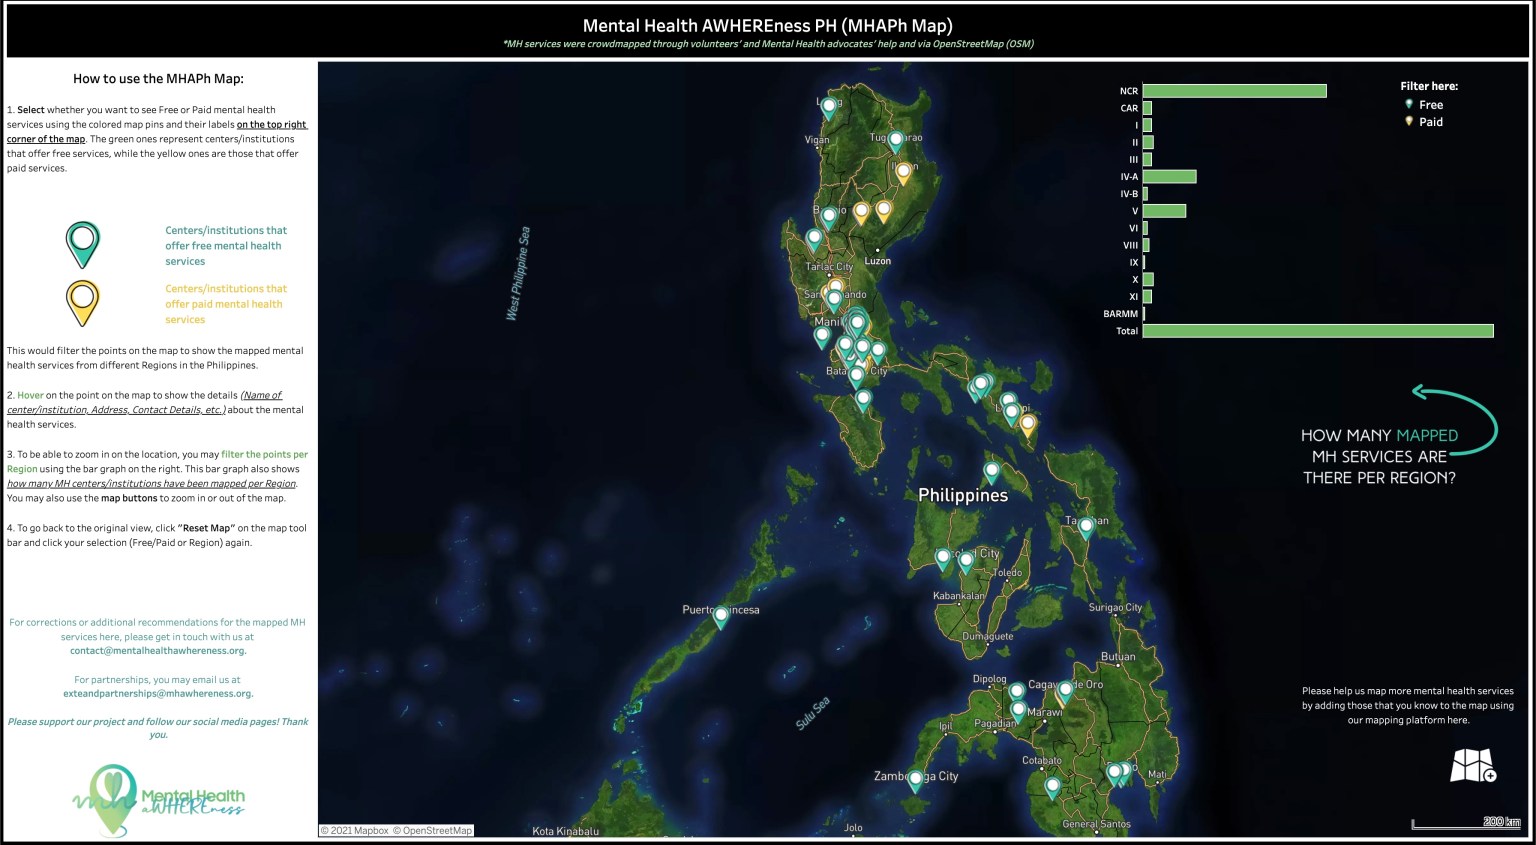 Mental Health AWHEREness PH (MHAPh Map)
*MH services were crowdmapped through volunteers' and Mental Health advocates' help and via OpenStreetMap (OSM)
How to use the MHAPh Map:
1. Select whether you want to see Free or Paid mental health
services using the colored map pins and their labels on the top right
corner of the map. The green ones represent centers/institutions
that offer free services, while the yellow ones are those that offer
paid services.
Centers/institutions that
offer free mental health
services
Centers/institutions that
offer paid mental health
services
This would filter the points on the map to show the mapped mental
health services from different Regions in the Philippines.
2. Hover on the point on the map to show the details (Name of
center/institution, Address, Contact Details, etc.) about the mental
health services.
3. To be able to zoom in on the location, you may filter the points per
Region using the bar graph on the right. This bar graph also shows
how many MH centers/institutions have been mapped per Region.
You may also use the map buttons to zoom in or out of the map.
4. To go back to the original view, click "Reset Map" on the map tool
bar and click your selection (Free/Paid or Region) again.
For corrections or additional recommendations for the mapped MH
services here, please get in touch with us at
contact@mentalhealthawhereness.org.
For partnerships, you may email us at
exteandpartnerships@mhawhereness.org.
Please support our project and follow our social media pages! Thank
you.
mh Mental Health
aWHEREness
Vigan
Luzon
Tarlac City
West Philippine Sea
City
Philippines
City
Toledo
Kabankalan
Dumaguete
Surigao City
Butuan
Dipolog
de Oro
Marawi
Pagadian
Ipil
Sulu Sea
City
Cotabato
Mati
General Santos
Jolo
Kota Kinabalu
© 2021 Mapbox © OpenStreetMap
NCR
CAR
I
II
III
IV-A
IV-B
V
VI
VIII
IX
X
XI
BARMM
Total
Filter here:
Free
Paid
HOW MANY MAPPED
MH SERVICES ARE
THERE PER REGION?
Please help us map more mental health services
by adding those that you know to the map using
our mapping platform here.
200 km